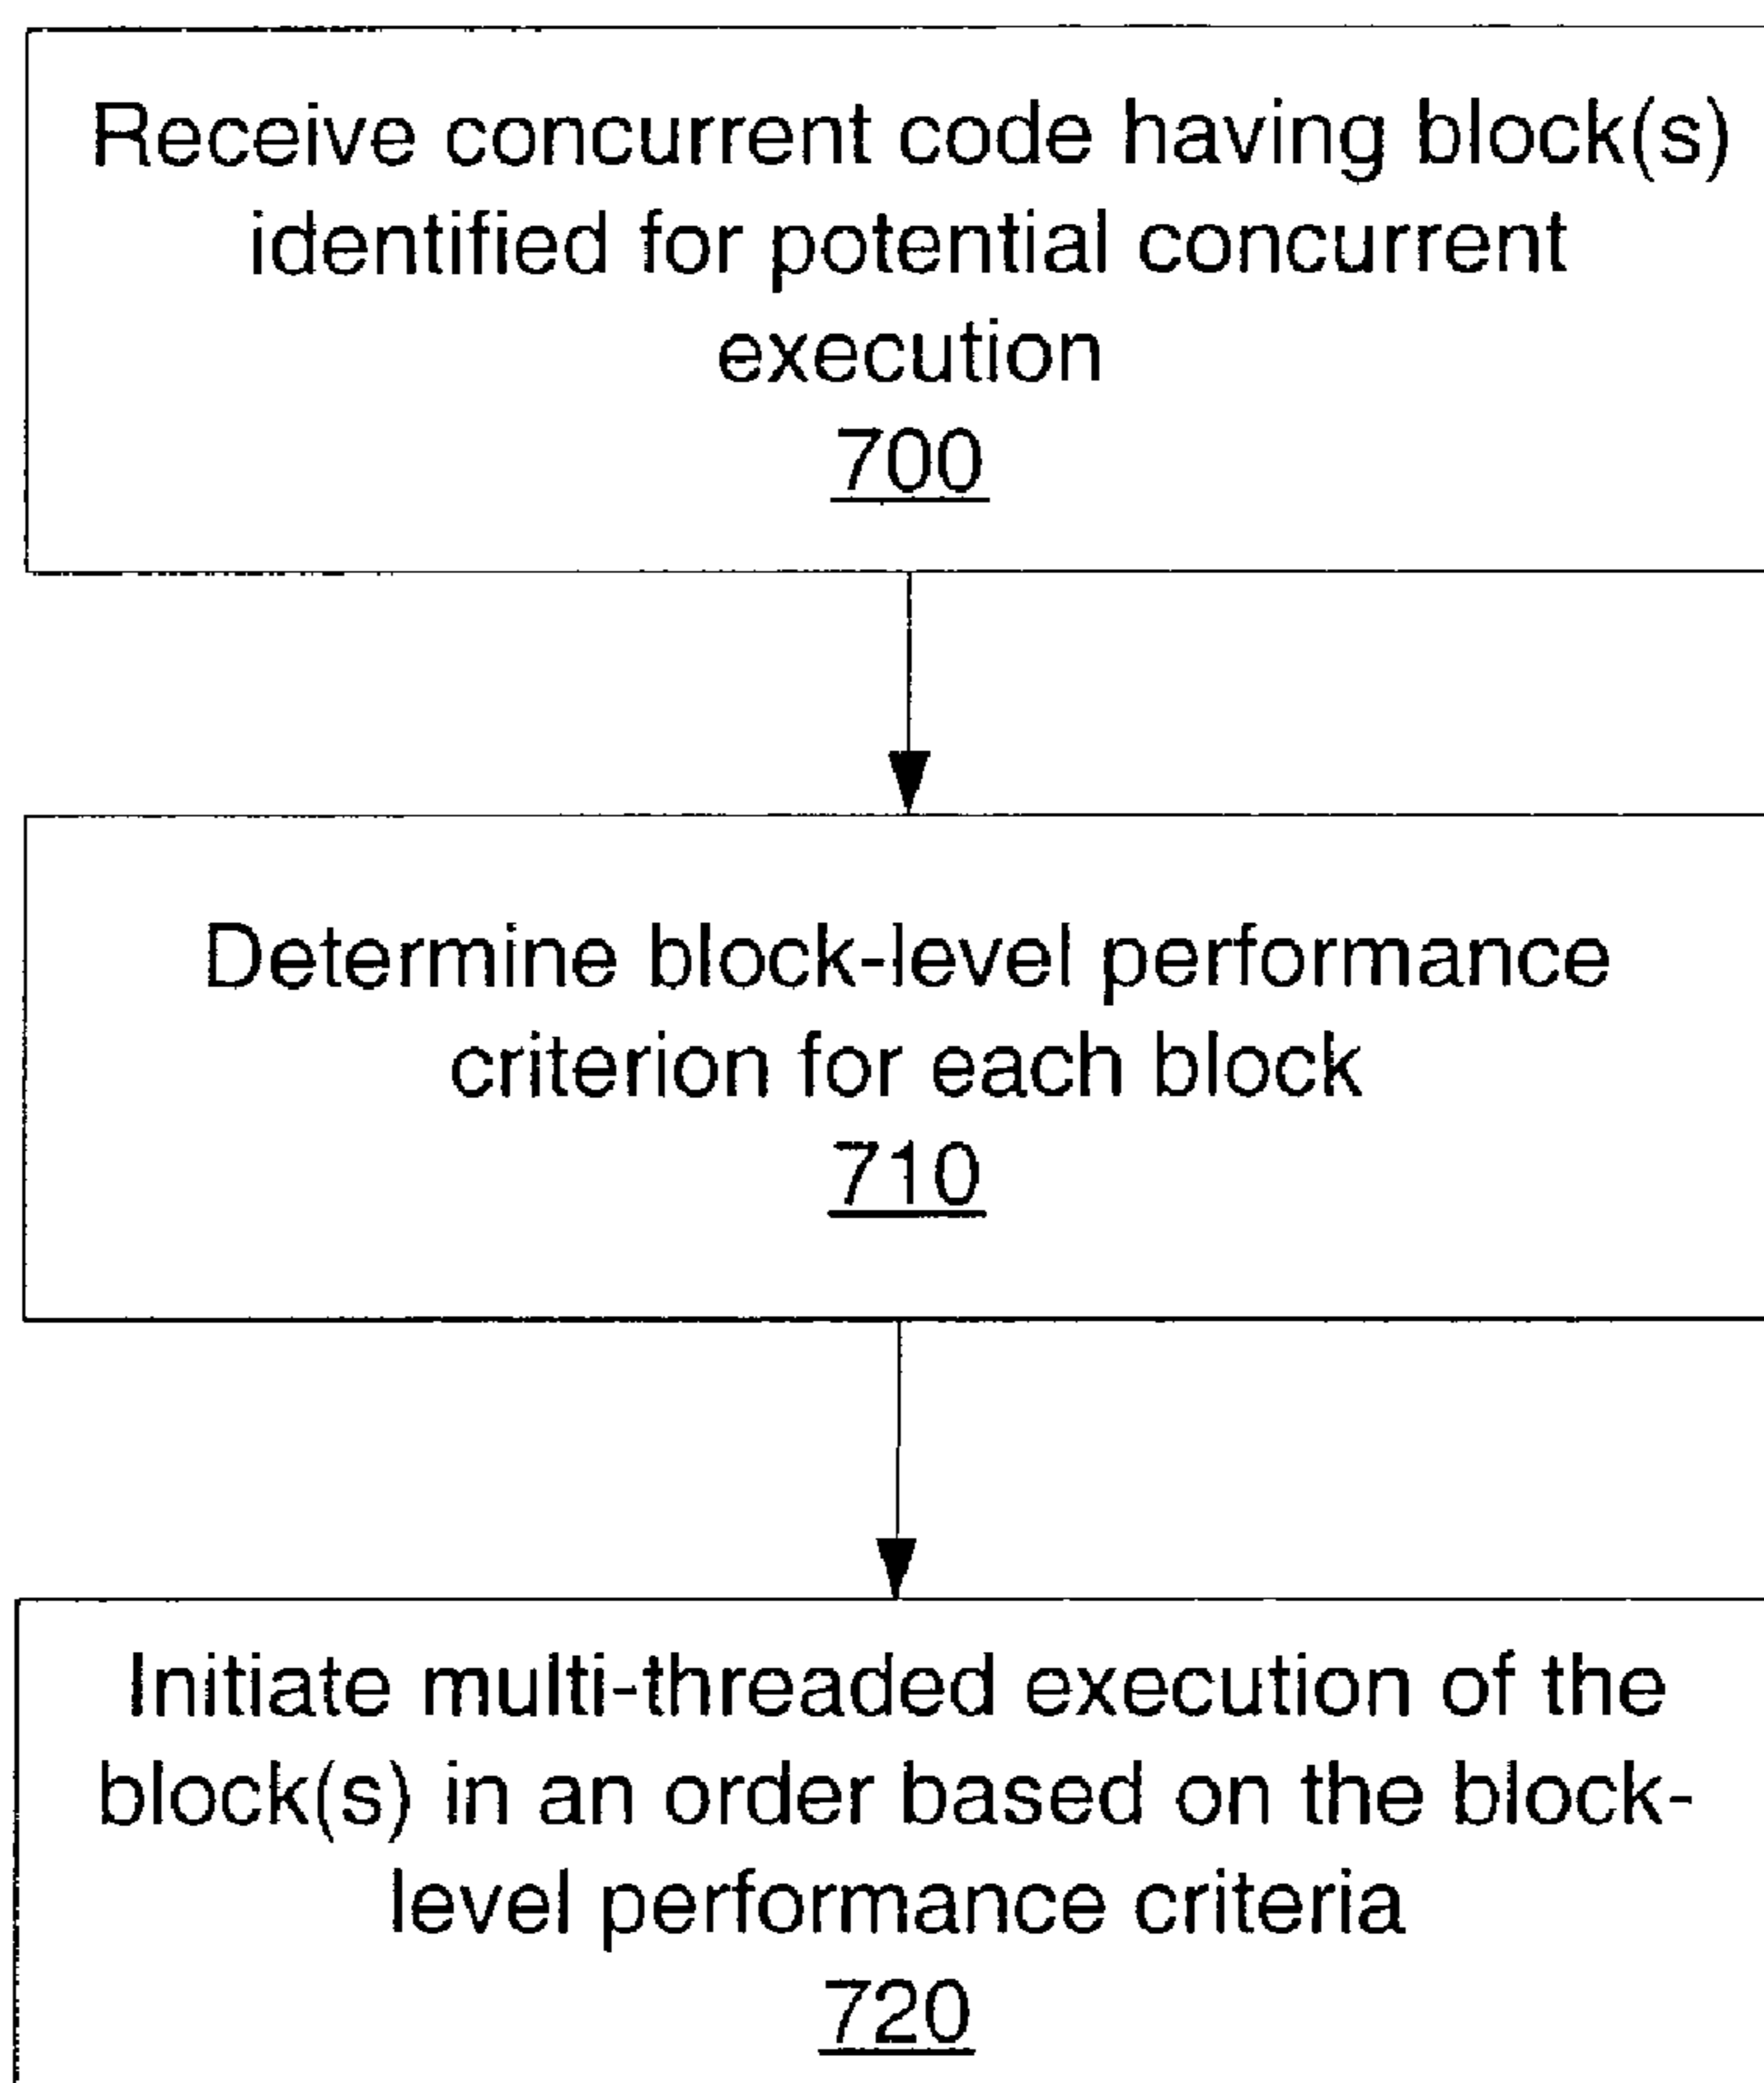 Receive concurrent code having block(s)
identified for potential concurrent
execution
700
Determine block-level performance
criterion for each block
710
Initiate multi-threaded execution of the
block(s) in an order based on the block-
level performance criteria
720